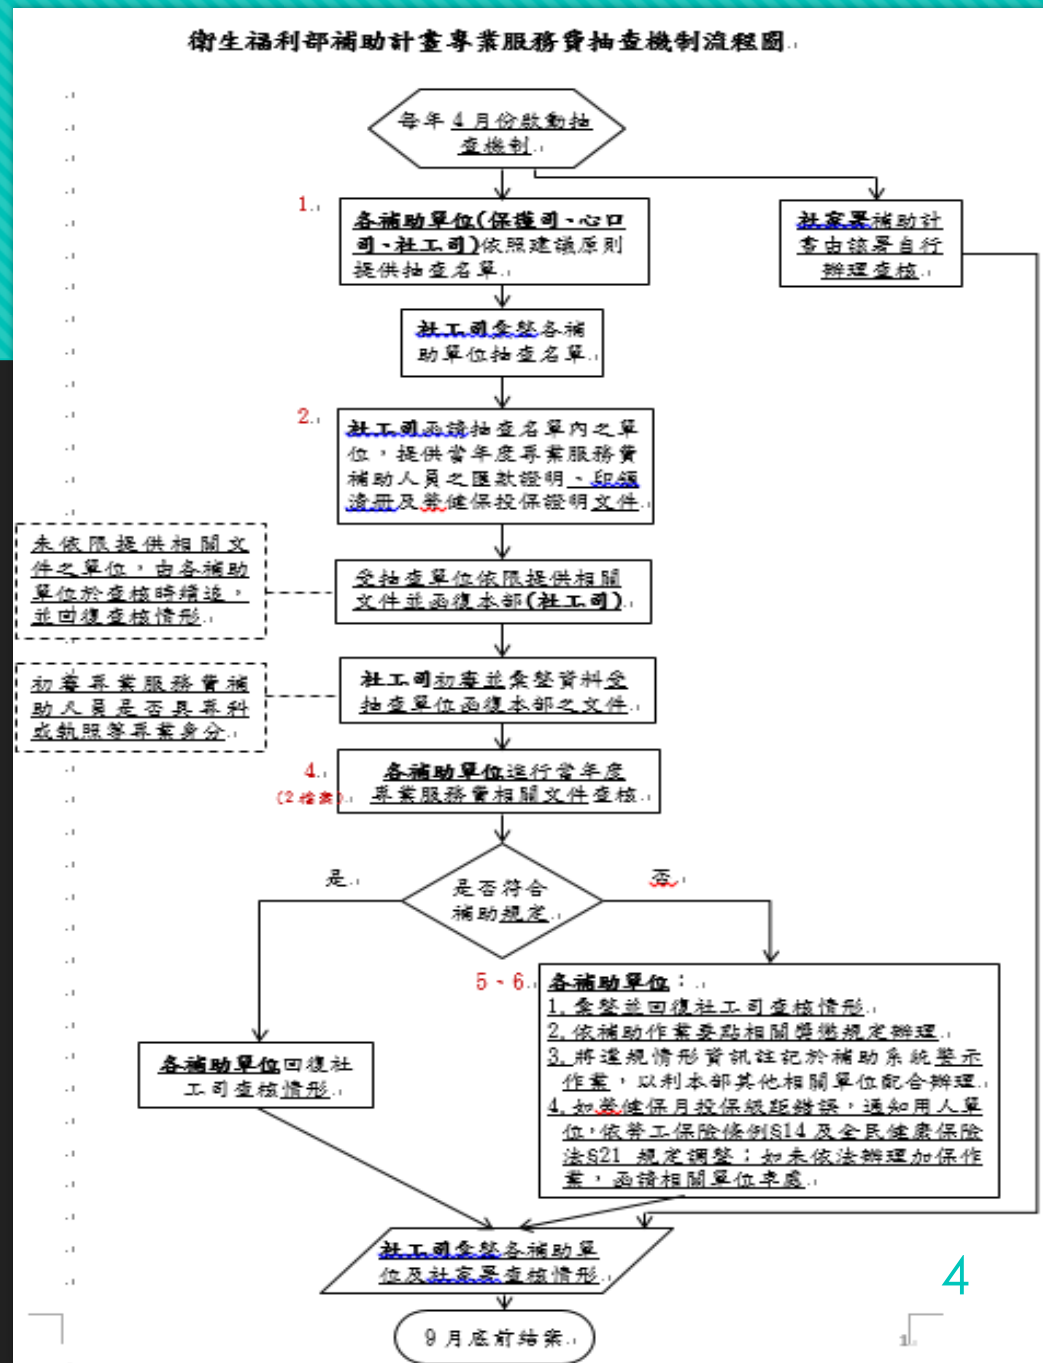 衛生福利部補助計畫專業服務費抽查機制流程圖
每年 4 月份啟動抽
查機制
1.
各補助單位(保護司、心口
司、社工司)依照建議原則
提供抽查名單
社家署補助計
畫由該署自行
辦理查核
社工司彙整各補
助單位抽查名單
2.
社工司函請抽查名單內之單
位，提供當年度專業服務費
補助人員之匯款證明、印領
清冊及勞健保投保證明文件
未依限提供相關文
件之單位，由各補助
單位於查核時續追，
並回復查核情形
受抽查單位依限提供相關
文件並函復本部(社工司)
初審專業服務費補
助人員是否具專科
或執照等專業身分
社工司初審並彙整資料受
抽查單位函復本部之文件
4.
(2 檔案)
各補助單位進行當年度
專業服務費相關文件查核
是
是否符合
補助規定
否
5、6.
各補助單位：
1. 彙整並回復社工司查核情形
2. 依補助作業要點相關獎懲規定辦理
3. 將違規情形資訊註記於補助系統警示
作業，以利本部其他相關單位配合辦理
4. 如勞健保月投保級距錯誤，通知用人單
位，依勞工保險條例§14 及全民健康保險
法§21 規定調整；如未依法辦理加保作
業，函請相關單位卓處
各補助單位回復社
工司查核情形
社工司彙整各補助單
位及社家署查核情形
9 月底前結案
4
1